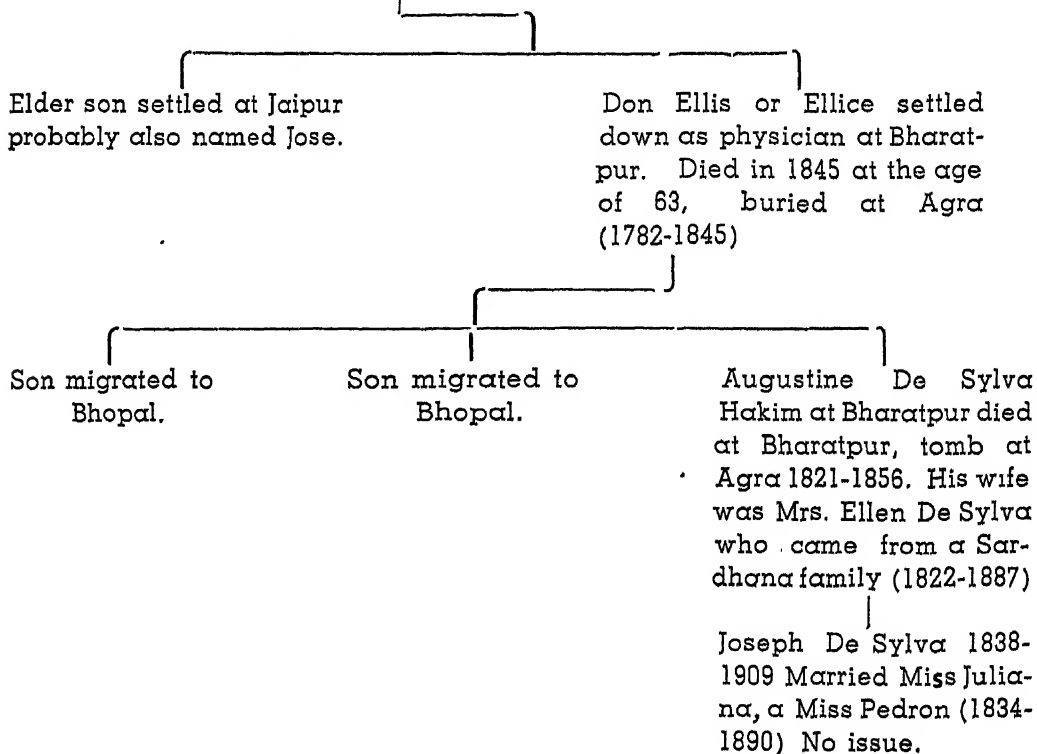 Elder son settled at Jaipur
probably also named Jose.
Don Ellis or Ellice settled
down as physician at Bharat-
pur. Died in 1845 at the age
of 63, buried at Agra
(1782-1845)
Son migrated to
Bhopal.
Son migrated to
Bhopal.
Augustine De Sylva
Hakim at Bharatpur died
at Bharatpur, tomb at
Agra 1821-1856. His wife
was Mrs. Ellen De Sylva
who came from a Sar-
dhana family (1822-1887)
Joseph De Sylva 1838-
1909 Married Miss Julia-
na, a Miss Pedron (1834-
1890) No issue.